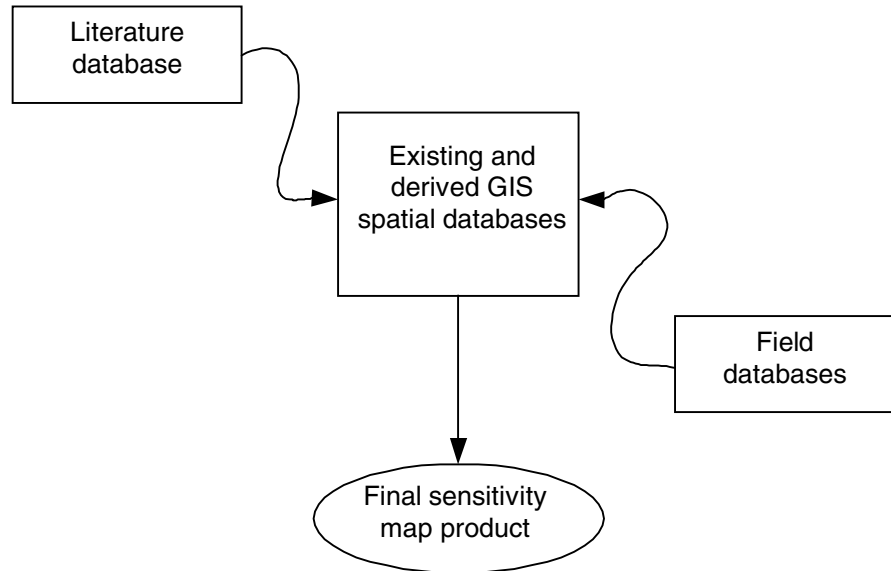 Literature
database
Existing and
derived GIS
spatial databases
Field
databases
Final sensitivity
map product